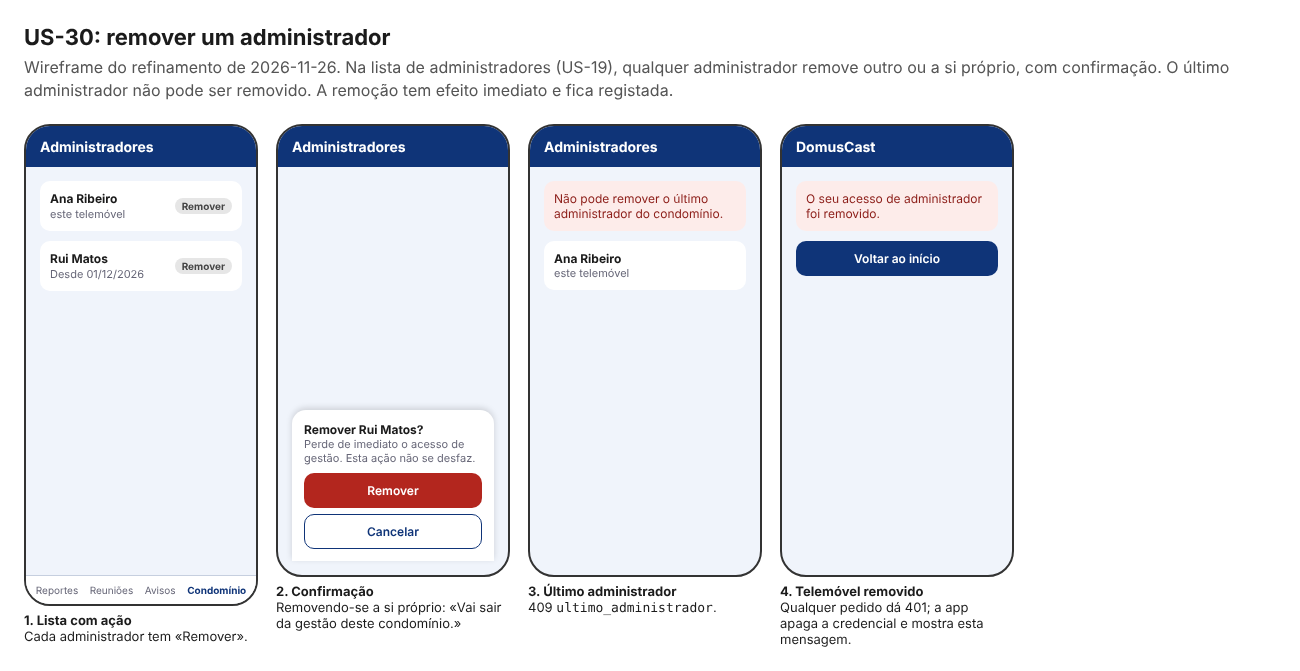 US-30: remover um administrador
Wireframe do refinamento de 2026-11-26. Na lista de administradores (US-19), qualquer administrador remove outro ou a si próprio, com confirmação. O último
administrador não pode ser removido. A remoção tem efeito imediato e fica registada.
Administradores
Ana Ribeiro
este telemóvel
Remover
Rui Matos
Desde 01/12/2026
Remover
Reportes Reuniões Avisos Condomínio
1. Lista com ação
Cada administrador tem «Remover».
Administradores
Remover Rui Matos?
Perde de imediato o acesso de
gestão. Esta ação não se desfaz.
Remover
Cancelar
2. Confirmação
Removendo-se a si próprio: «Vai sair
da gestão deste condomínio.»
Administradores
Não pode remover o último
administrador do condomínio.
Ana Ribeiro
este telemóvel
3. Último administrador
409 ultimo_administrador.
DomusCast
O seu acesso de administrador
foi removido.
Voltar ao início
4. Telemóvel removido
Qualquer pedido dá 401; a app
apaga a credencial e mostra esta
mensagem.